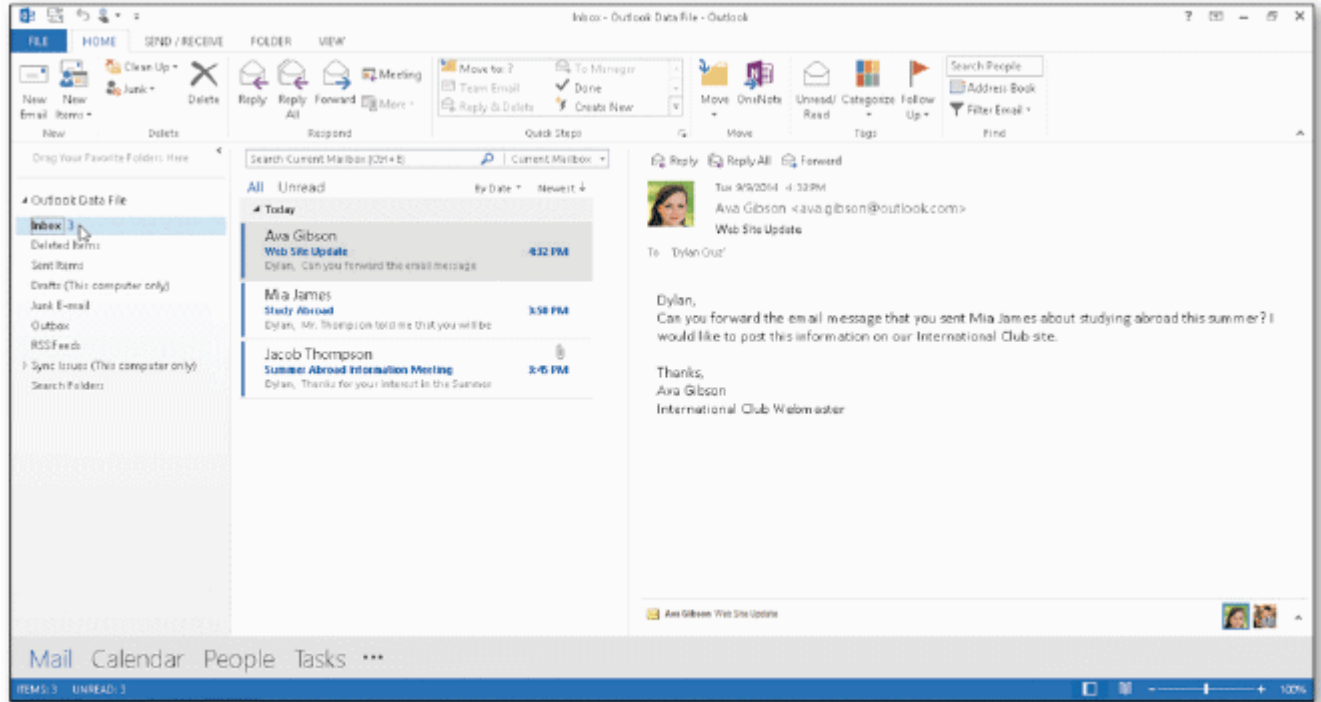 Inbox - Outlook Data File - Outlook
FILE HOME SEND / RECEIVE FOLDER VIEW
New Email
New Items
Clean Up
Junk
Delete
Reply
Reply All
Forward
Meeting
More
Move to: ?
Team Email
Reply & Delete
To Manager
Done
Create New
Move
OneNote
Unread/ Read
Categorize
Follow Up
Search People
Address Book
Filter Email
New Delete Respond Quick Steps Move Tags Find
Drag Your Favorite Folders Here
Outlook Data File
Inbox 3
Deleted Items
Sent Items
Drafts (This computer only)
Junk E-mail
Outbox
RSS Feeds
Sync Issues (This computer only)
Search Folders
Search Current Mailbox (Ctrl+E) Current Mailbox
All Unread By Date Newest
Today
Ava Gibson
Web Site Update 4:32 PM
Dylan, Can you forward the email message
Mia James
Study Abroad 3:50 PM
Dylan, Mr. Thompson told me that you will be
Jacob Thompson
Summer Abroad Information Meeting 3:45 PM
Dylan, Thanks for your interest in the Summer
Reply Reply All Forward
Tue 9/9/2014 4:32 PM
Ava Gibson <ava.gibson@outlook.com>
Web Site Update
To 'Dylan Cruz'
Dylan,
Can you forward the email message that you sent Mia James about studying abroad this summer? I
would like to post this information on our International Club site.
Thanks,
Ava Gibson
International Club Webmaster
Ava Gibson Web Site Update
Mail Calendar People Tasks •••
ITEMS: 3 UNREAD: 3 100%